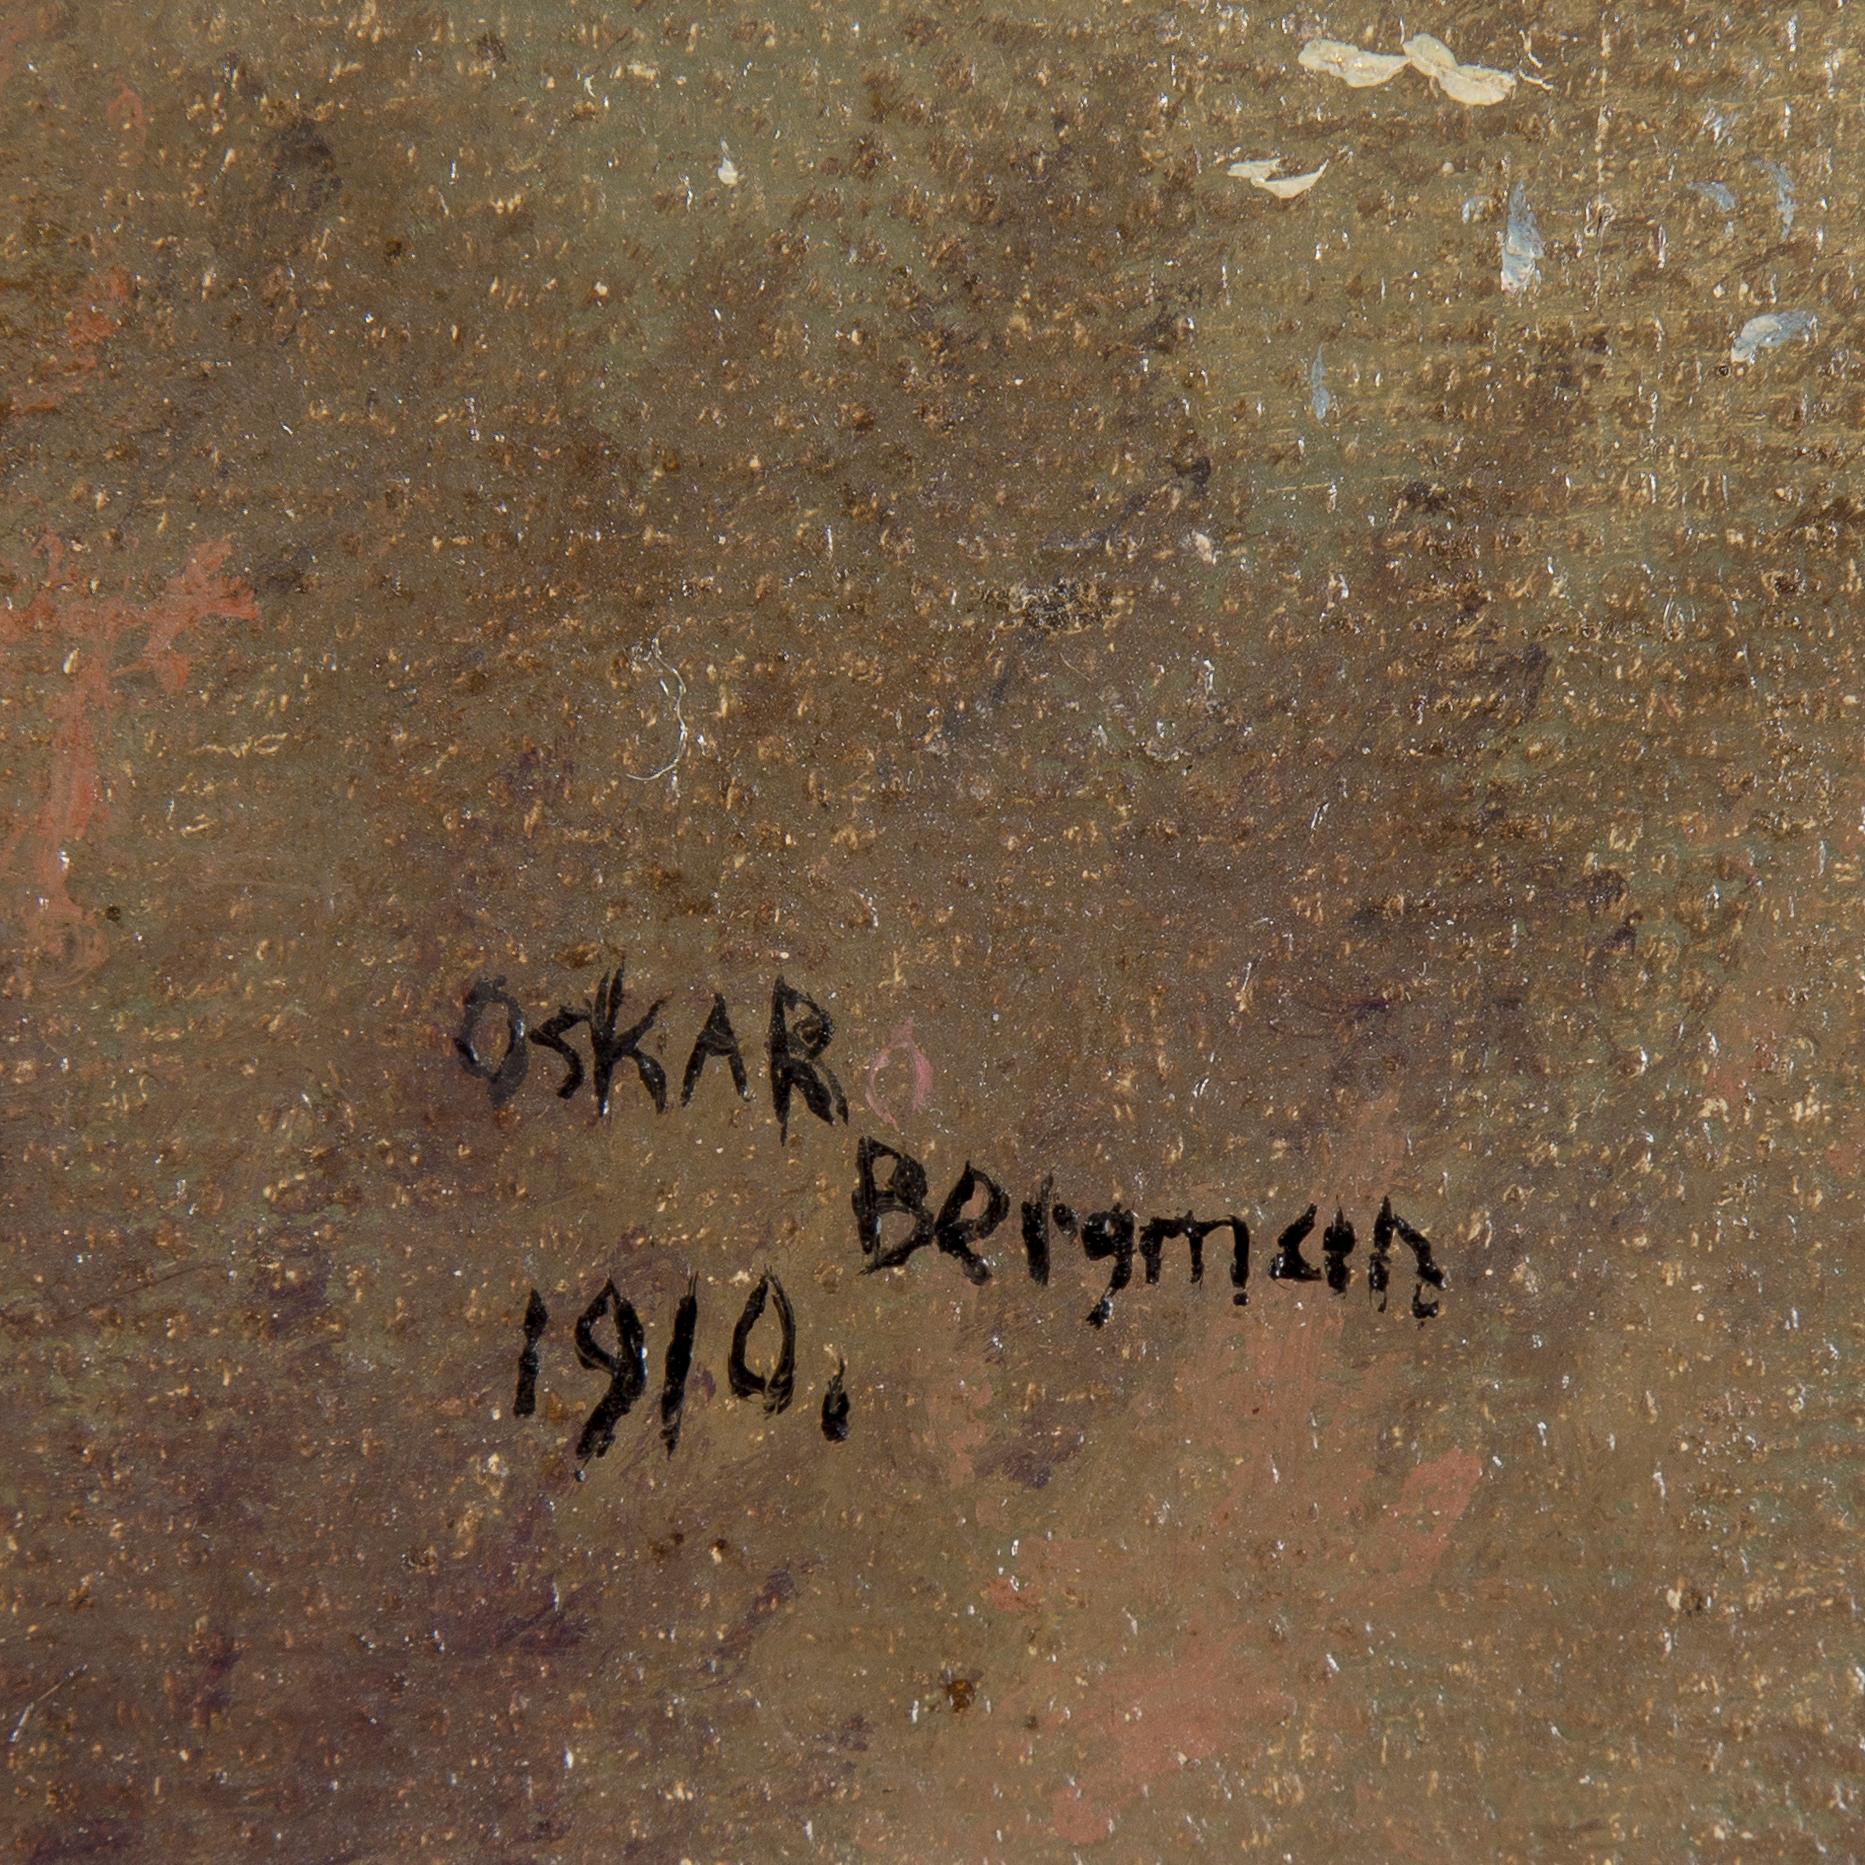 OSKAR
Bergman
1910.